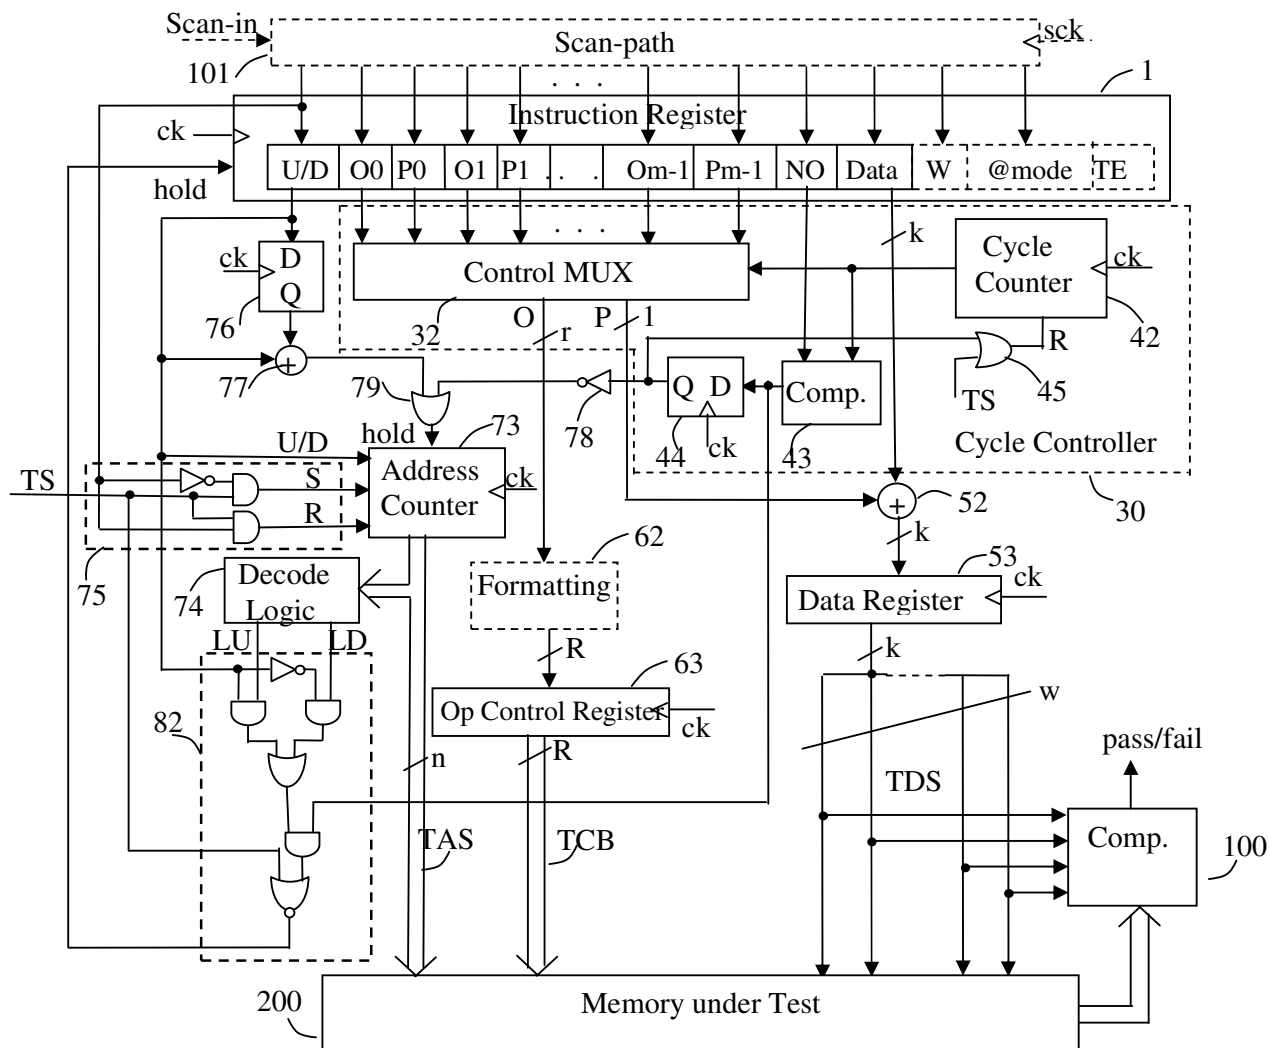 Scan-in
Scan-path
sck
101
. . .
1
Instruction Register
ck
hold
U/D O0 P0 O1 P1 . . . Om-1 Pm-1 NO Data W @mode TE
. . .
k
ck
D
Q
76
Control MUX
Cycle
Counter
ck
32
O
r
P
1
42
+
77
79
78
Q D
44
ck
Comp.
43
R
45
TS
Cycle Controller
30
hold
73
U/D
Address
Counter
ck
TS
S
R
75
+
52
k
62
Formatting
53
Data Register
ck
74
Decode
Logic
LU
LD
R
k
63
Op Control Register
ck
w
82
n
R
pass/fail
TDS
TAS
TCB
Comp.
100
200
Memory under Test